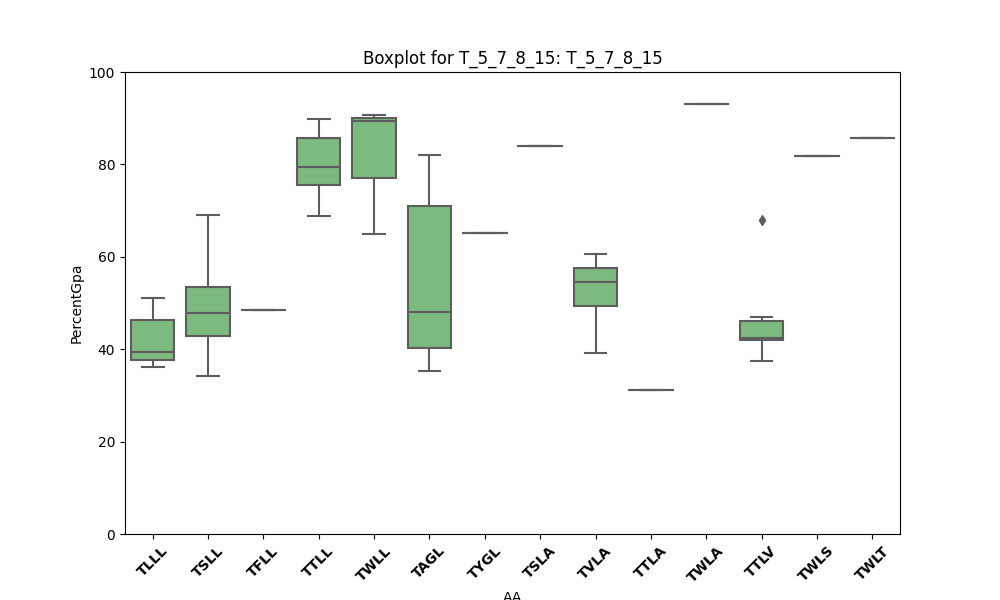 Boxplot for T_5_7_8_15: T_5_7_8_15
100
80
60
40
20
0
PercentGpa
TLLL
TSLL
TFLL
TTLL
TWLL
TAGL
TYGL
TSLA
TVLA
TTLA
TWLA
TTLV
TWLS
TWLT
AA